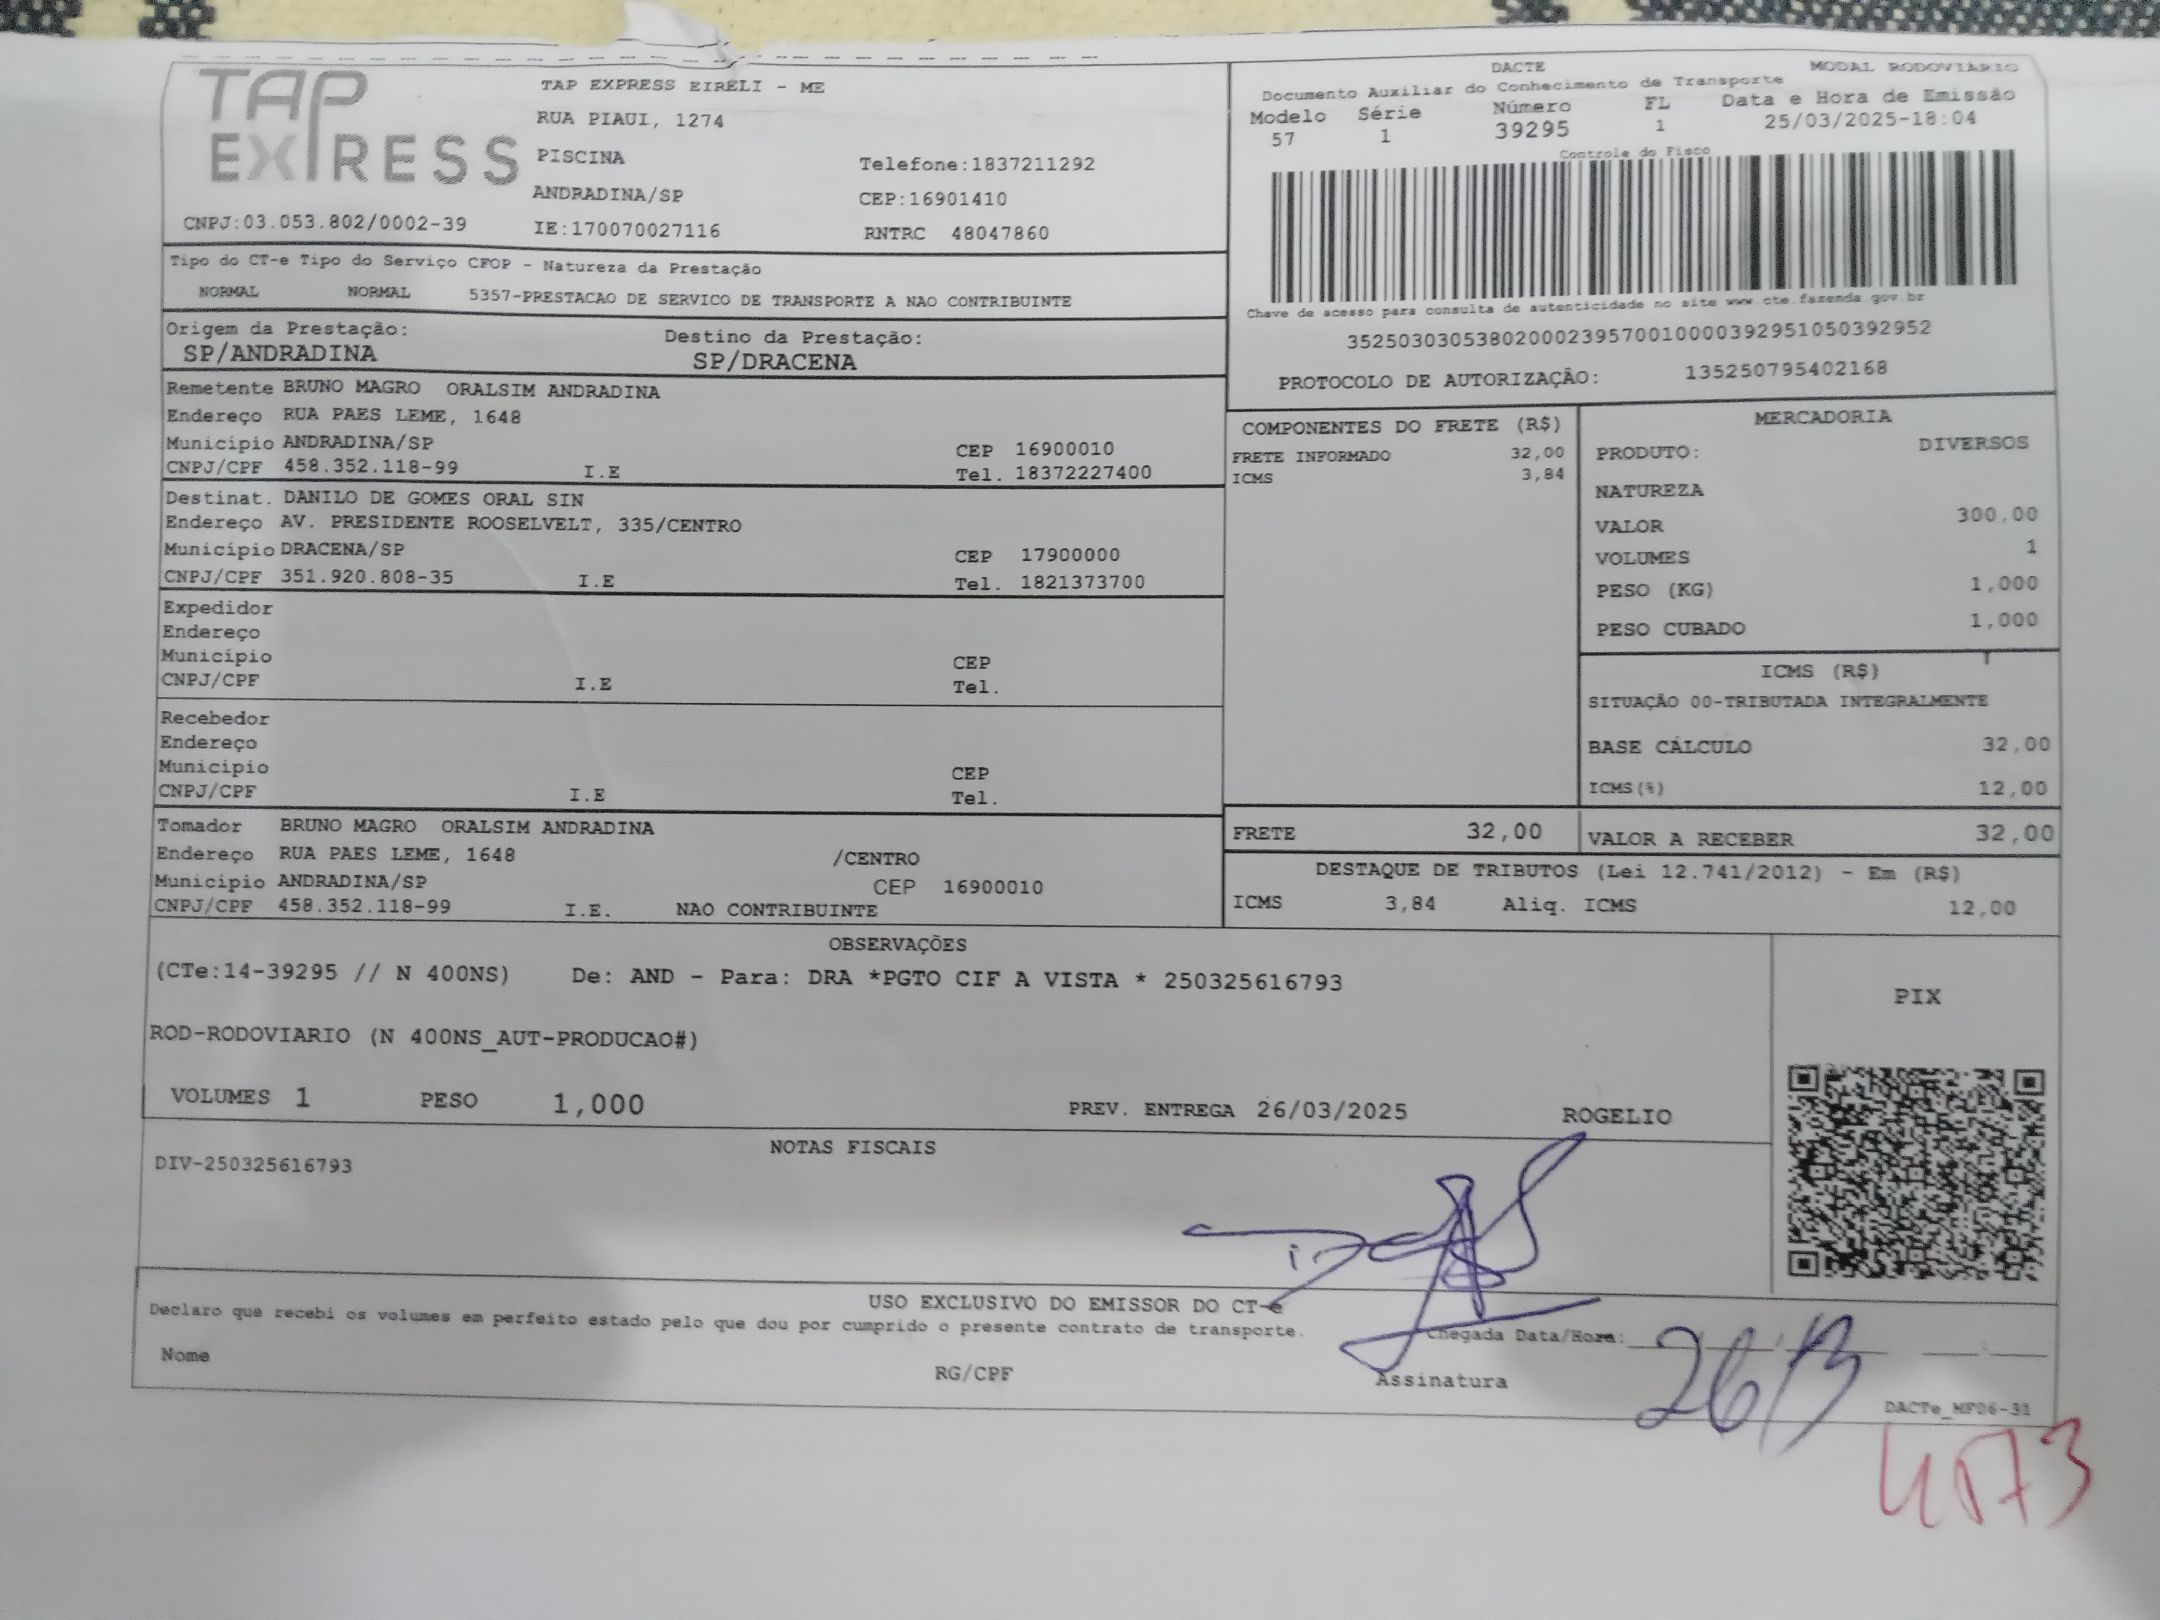 TAP EXPRESS
TAP EXPRESS EIRELI - ME
RUA PIAUI, 1274
PISCINA
Telefone:1837211292
ANDRADINA/SP
CEP:16901410
CNPJ:03.053.802/0002-39
IE:170070027116
RNTRC 48047860
DACTE MODAL RODOVIARIO
Documento Auxiliar do Conhecimento de Transporte
Modelo Série Número FL Data e Hora de Emissão
57 1 39295 1 25/03/2025-18:04
Controle do Fisco
Chave de acesso para consulta de autenticidade no site www.cte.fazenda.gov.br
35250303053802000239570010000392951050392952
PROTOCOLO DE AUTORIZAÇÃO: 135250795402168
Tipo do CT-e Tipo do Serviço CFOP - Natureza da Prestação
NORMAL NORMAL 5357-PRESTACAO DE SERVICO DE TRANSPORTE A NAO CONTRIBUINTE
Origem da Prestação: Destino da Prestação:
SP/ANDRADINA SP/DRACENA
Remetente BRUNO MAGRO ORALSIM ANDRADINA
Endereço RUA PAES LEME, 1648
Município ANDRADINA/SP CEP 16900010
CNPJ/CPF 458.352.118-99 I.E Tel. 18372227400
Destinat. DANILO DE GOMES ORAL SIN
Endereço AV. PRESIDENTE ROOSELVELT, 335/CENTRO
Município DRACENA/SP CEP 17900000
CNPJ/CPF 351.920.808-35 I.E Tel. 1821373700
Expedidor
Endereço
Município CEP
CNPJ/CPF I.E Tel.
Recebedor
Endereço
Município CEP
CNPJ/CPF I.E Tel.
Tomador BRUNO MAGRO ORALSIM ANDRADINA
Endereço RUA PAES LEME, 1648 /CENTRO
Município ANDRADINA/SP CEP 16900010
CNPJ/CPF 458.352.118-99 I.E. NAO CONTRIBUINTE
COMPONENTES DO FRETE (R$)
FRETE INFORMADO 32,00
ICMS 3,84
MERCADORIA
PRODUTO: DIVERSOS
NATUREZA
VALOR 300,00
VOLUMES 1
PESO (KG) 1,000
PESO CUBADO 1,000
ICMS (R$)
SITUAÇÃO 00-TRIBUTADA INTEGRALMENTE
BASE CÁLCULO 32,00
ICMS(%) 12,00
FRETE 32,00 VALOR A RECEBER 32,00
DESTAQUE DE TRIBUTOS (Lei 12.741/2012) - Em (R$)
ICMS 3,84 Aliq. ICMS 12,00
OBSERVAÇÕES
(CTe:14-39295 // N 400NS) De: AND - Para: DRA *PGTO CIF A VISTA * 250325616793
ROD-RODOVIARIO (N 400NS_AUT-PRODUCAO#)
VOLUMES 1 PESO 1,000 PREV. ENTREGA 26/03/2025 ROGELIO
PIX
NOTAS FISCAIS
DIV-250325616793
USO EXCLUSIVO DO EMISSOR DO CT-e
Declaro que recebi os volumes em perfeito estado pelo que dou por cumprido o presente contrato de transporte.
Chegada Data/Hora: __/__/__ __:__
Nome RG/CPF Assinatura
26/3
DACTe_MF06-31